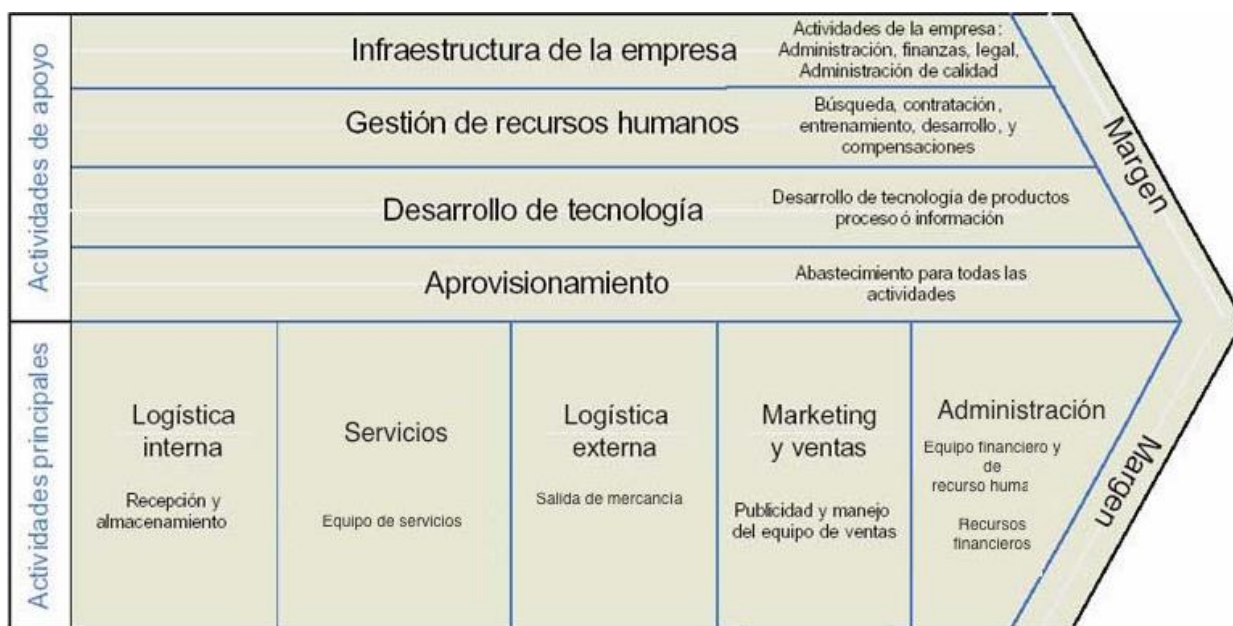 Actividades de apoyo
Infraestructura de la empresa
Actividades de la empresa:
Administración, finanzas, legal,
Administración de calidad
Gestión de recursos humanos
Búsqueda, contratación,
entrenamiento, desarrollo, y
compensaciones
Desarrollo de tecnología
Desarrollo de tecnología de productos
proceso ó información
Aprovisionamiento
Abastecimiento para todas las
actividades
Margen
Actividades principales
Logística
interna
Recepción y
almacenamiento
Servicios
Equipo de servicios
Logística
externa
Salida de mercancía
Marketing
y ventas
Publicidad y manejo
del equipo de ventas
Administración
Equipo financiero y
de
recurso huma
Recursos
financieros
Margen